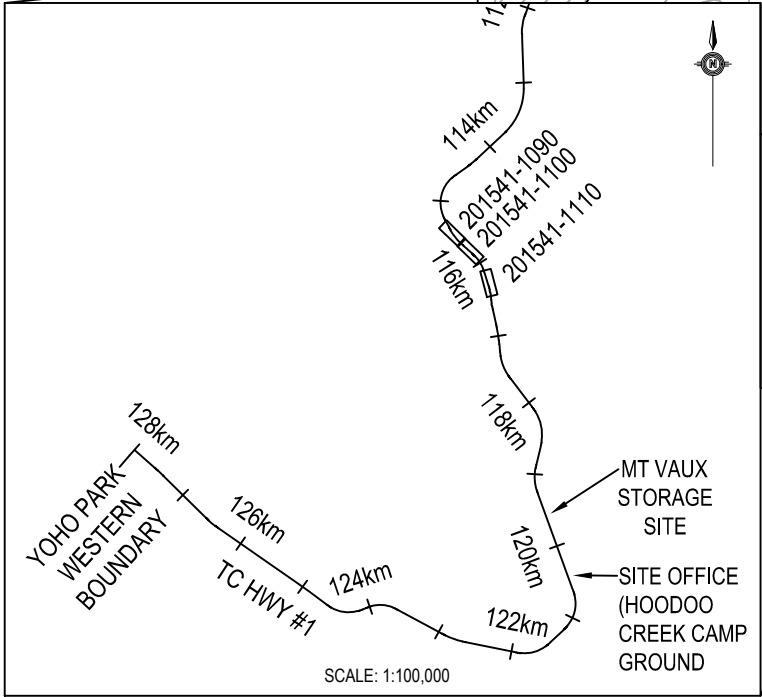 112
N
114km
201541-1090
201541-1100
201541-1110
116km
118km
128km
MT VAUX
STORAGE
SITE
YOHO PARK
WESTERN
BOUNDARY
126km
120km
TC HWY #1
124km
SITE OFFICE
(HOODOO
CREEK CAMP
GROUND
122km
SCALE: 1:100,000